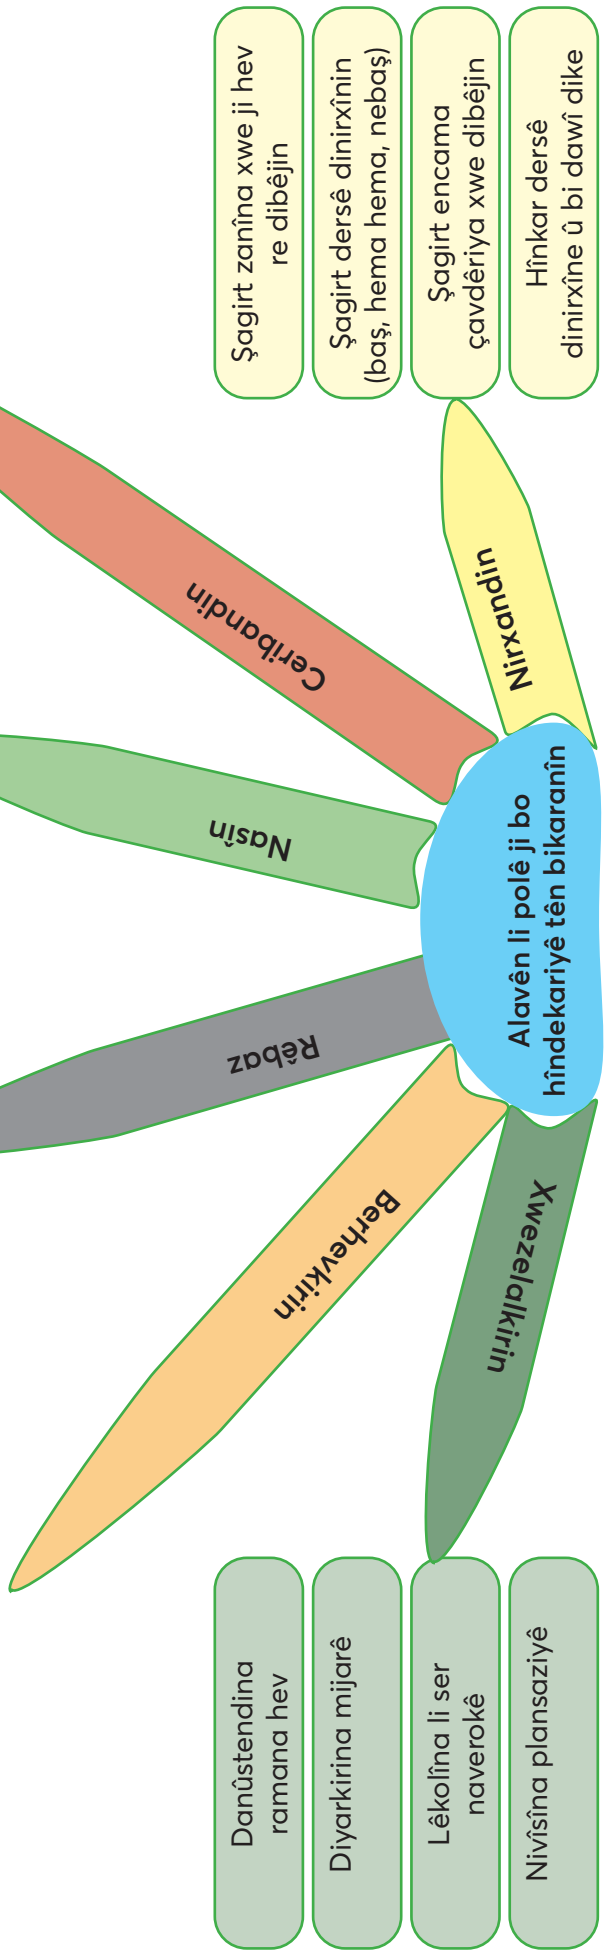 Danûstendina
ramana hev
Diyarkirina mijarê
Lêkolîna li ser
naverokê
Nivîsîna plansaziyê
Xwezelalkirin
Berhevkirin
Rêbaz
Nasîn
Ceribandin
Nirxandin
Alavên li polê ji bo
hîndekariyê tên bikaranîn
Şagirt zanîna xwe ji hev
re dibêjin
Şagirt dersê dinirxînin
(baş, hema hema, nebaş)
Şagirt encama
çavdêriya xwe dibêjin
Hînkar dersê
dinirxîne û bi dawî dike